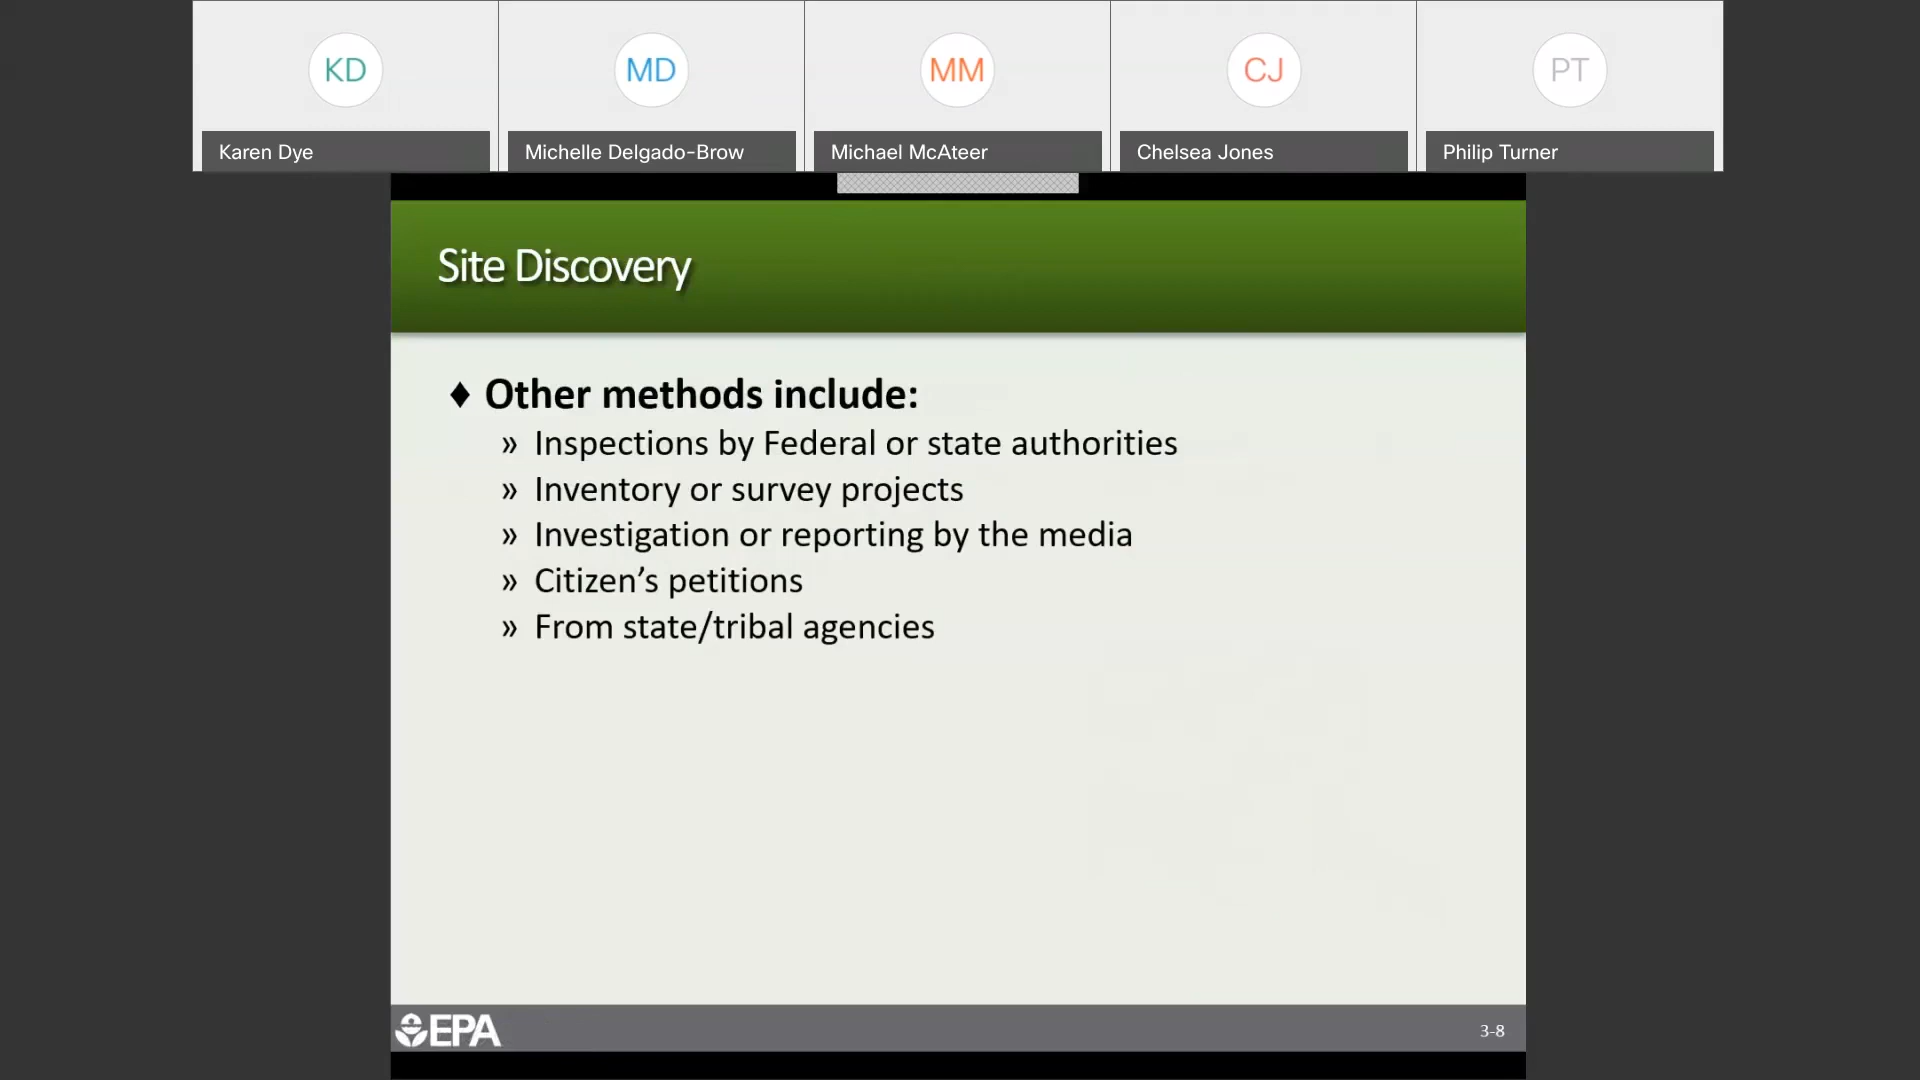 KD
MD
MM
CJ
PT
Karen Dye
Michelle Delgado-Brow
Michael McAteer
Chelsea Jones
Philip Turner
Site Discovery
♦ Other methods include:
» Inspections by Federal or state authorities
» Inventory or survey projects
» Investigation or reporting by the media
» Citizen’s petitions
» From state/tribal agencies
EPA
3-8